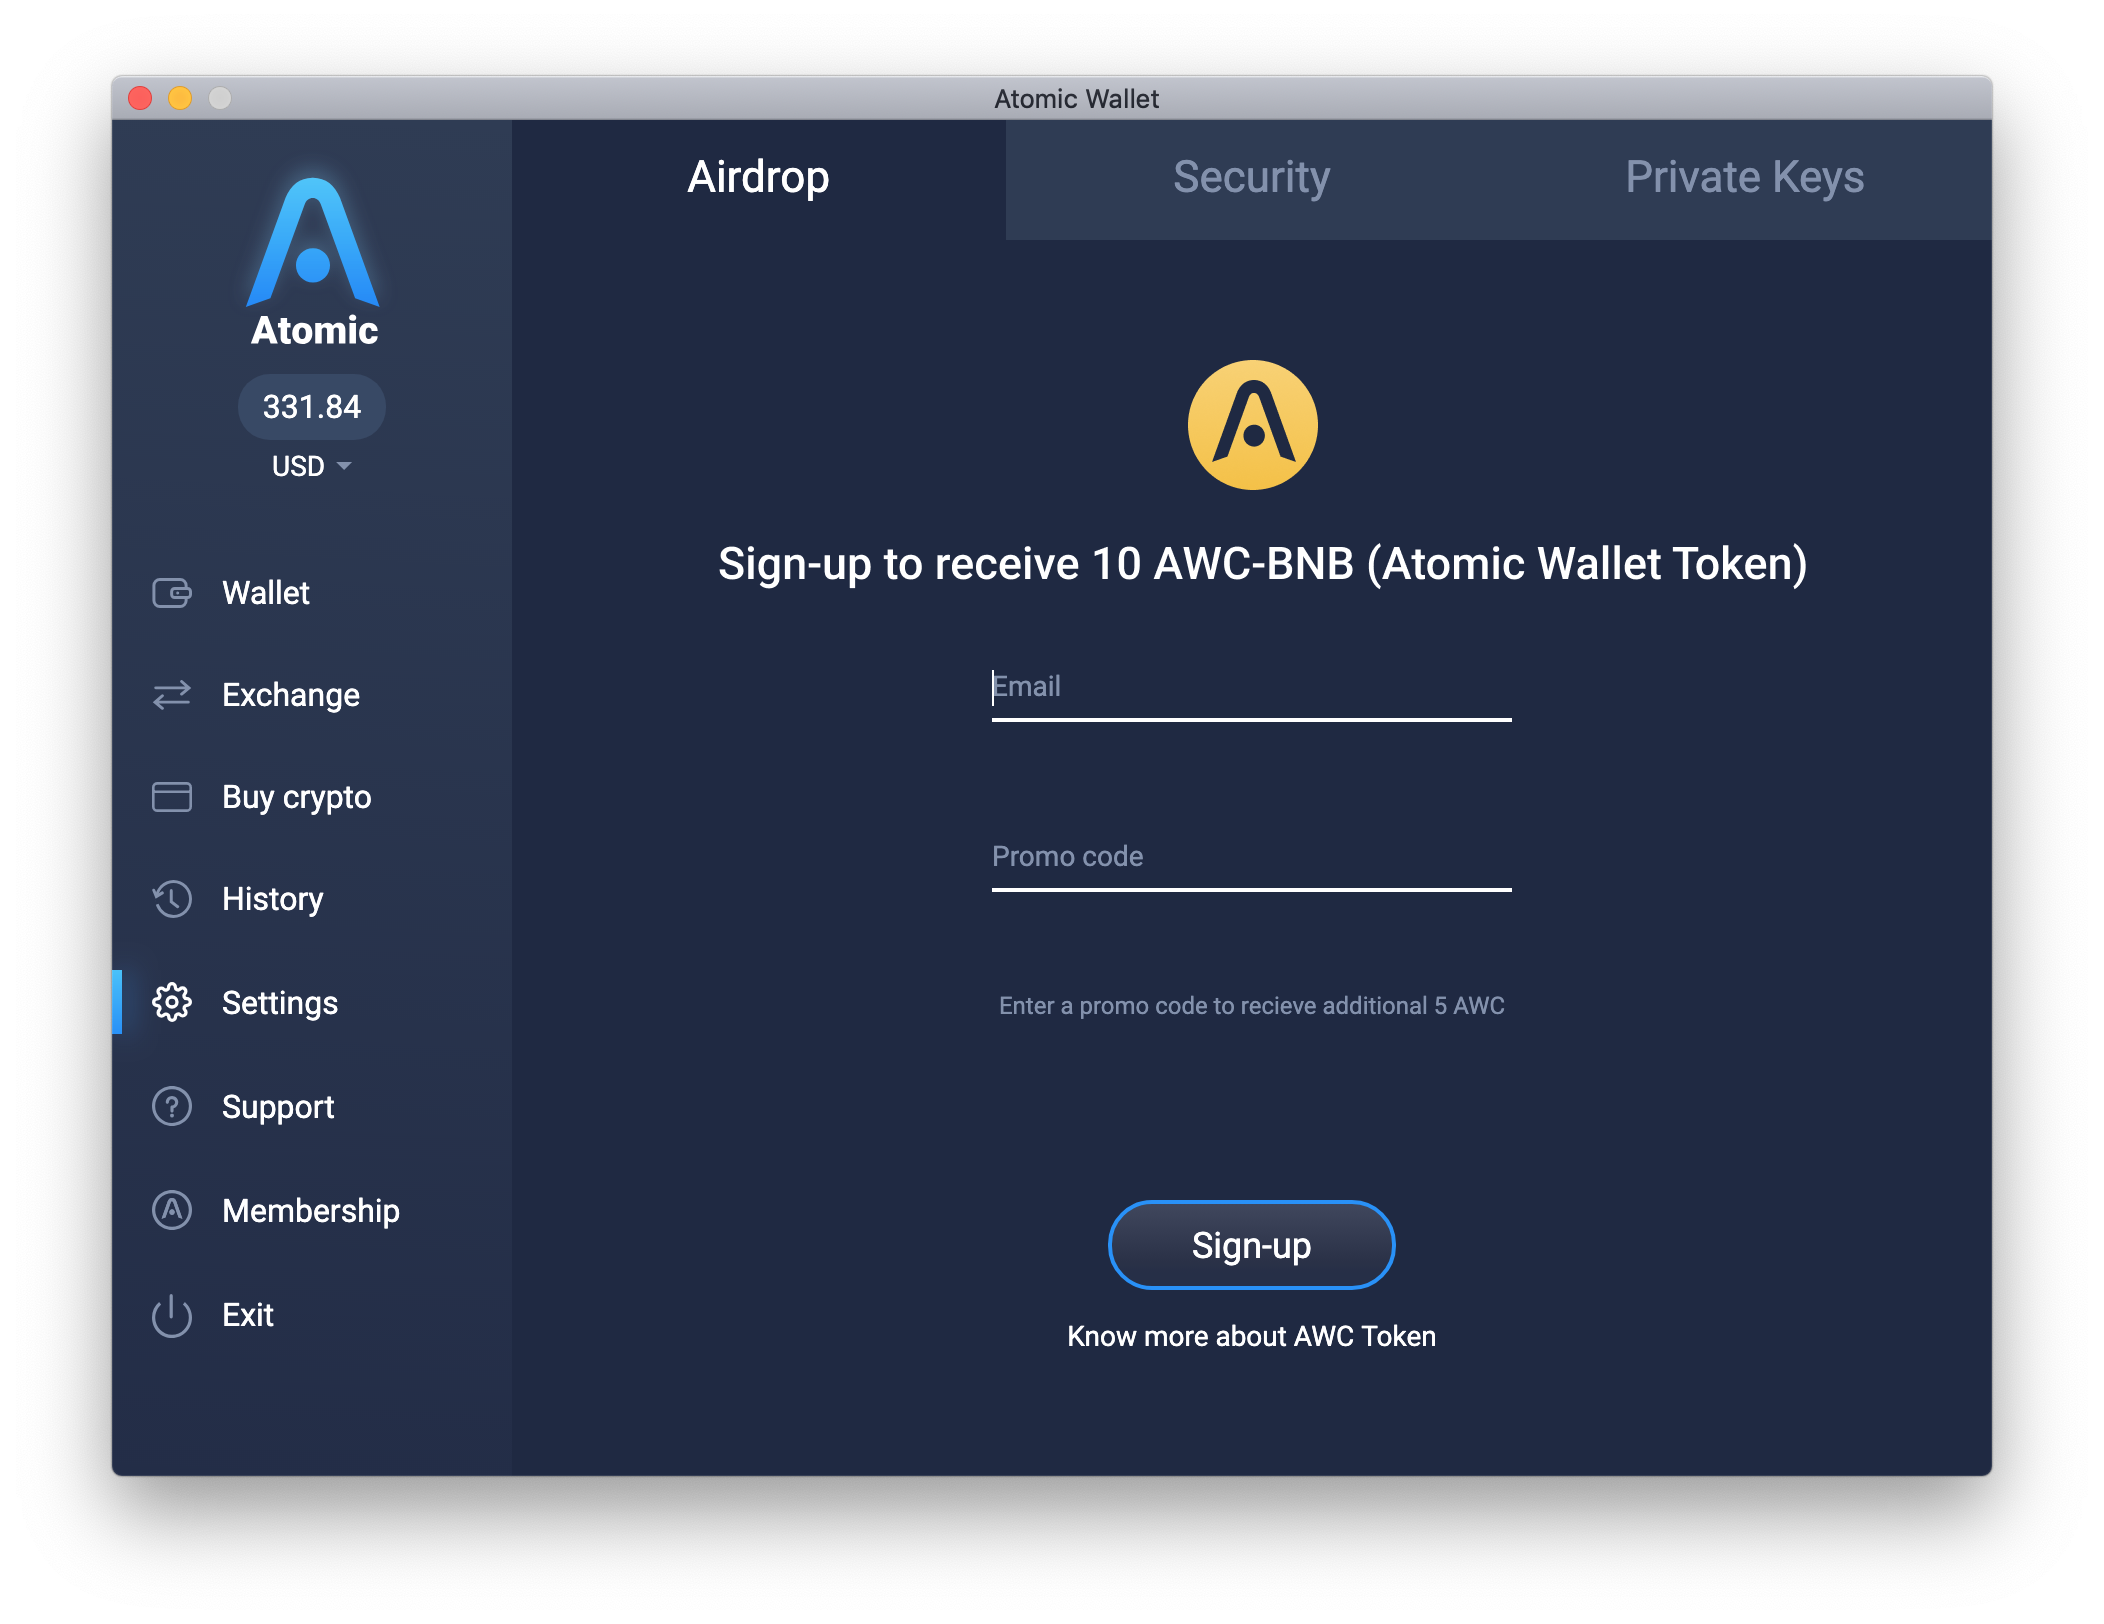 Atomic Wallet
Atomic
331.84
USD
Wallet
Exchange
Buy crypto
History
Settings
Support
Membership
Exit
Airdrop
Security
Private Keys
Sign-up to receive 10 AWC-BNB (Atomic Wallet Token)
Email
Promo code
Enter a promo code to recieve additional 5 AWC
Sign-up
Know more about AWC Token